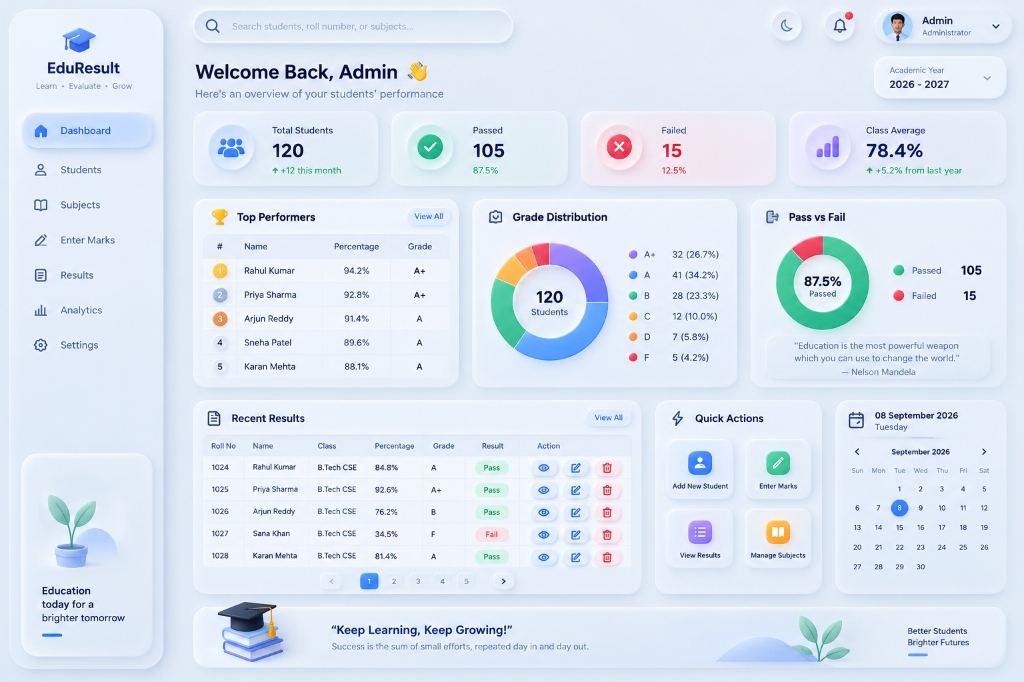 EduResult
Learn • Evaluate • Grow
Dashboard
Students
Subjects
Enter Marks
Results
Analytics
Settings
Education
today for a
brighter tomorrow
Search students, roll number, or subjects...
Admin
Administrator
Welcome Back, Admin 👋
Here's an overview of your students' performance
Academic Year
2026 - 2027
Total Students
120
+12 this month
Passed
105
87.5%
Failed
15
12.5%
Class Average
78.4%
+5.2% from last year
Top Performers
View All
# Name Percentage Grade
1 Rahul Kumar 94.2% A+
2 Priya Sharma 92.8% A+
3 Arjun Reddy 91.4% A
4 Sneha Patel 89.6% A
5 Karan Mehta 88.1% A
Grade Distribution
120
Students
A+ 32 (26.7%)
A 41 (34.2%)
B 28 (23.3%)
C 12 (10.0%)
D 7 (5.8%)
F 5 (4.2%)
Pass vs Fail
87.5%
Passed
Passed 105
Failed 15
"Education is the most powerful weapon
which you can use to change the world."
— Nelson Mandela
Recent Results
View All
Roll No Name Class Percentage Grade Result Action
1024 Rahul Kumar B.Tech CSE 84.8% A Pass
1025 Priya Sharma B.Tech CSE 92.6% A+ Pass
1026 Arjun Reddy B.Tech CSE 76.2% B Pass
1027 Sana Khan B.Tech CSE 34.5% F Fail
1028 Karan Mehta B.Tech CSE 81.4% A Pass
< 1 2 3 4 5 >
Quick Actions
Add New Student
Enter Marks
View Results
Manage Subjects
08 September 2026
Tuesday
< September 2026 >
Sun Mon Tue Wed Thu Fri Sat
1 2 3 4 5
6 7 8 9 10 11 12
13 14 15 16 17 18 19
20 21 22 23 24 25 26
27 28 29 30
“Keep Learning, Keep Growing!”
Success is the sum of small efforts, repeated day in and day out.
Better Students
Brighter Futures